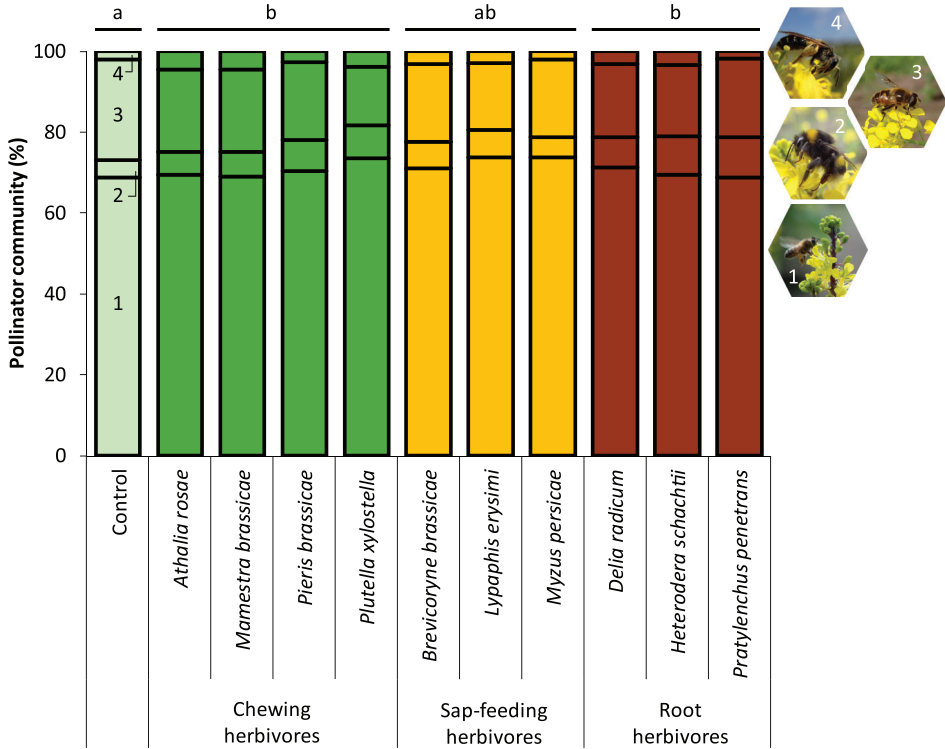 a b ab b
Pollinator community (%)
100
80
60
40
20
0
4
3
2
1
4
3
2
1
Control
Athalia rosae
Mamestra brassicae
Pieris brassicae
Plutella xylostella
Brevicoryne brassicae
Lypaphis erysimi
Myzus persicae
Delia radicum
Heterodera schachtii
Pratylenchus penetrans
Chewing
herbivores
Sap-feeding
herbivores
Root
herbivores